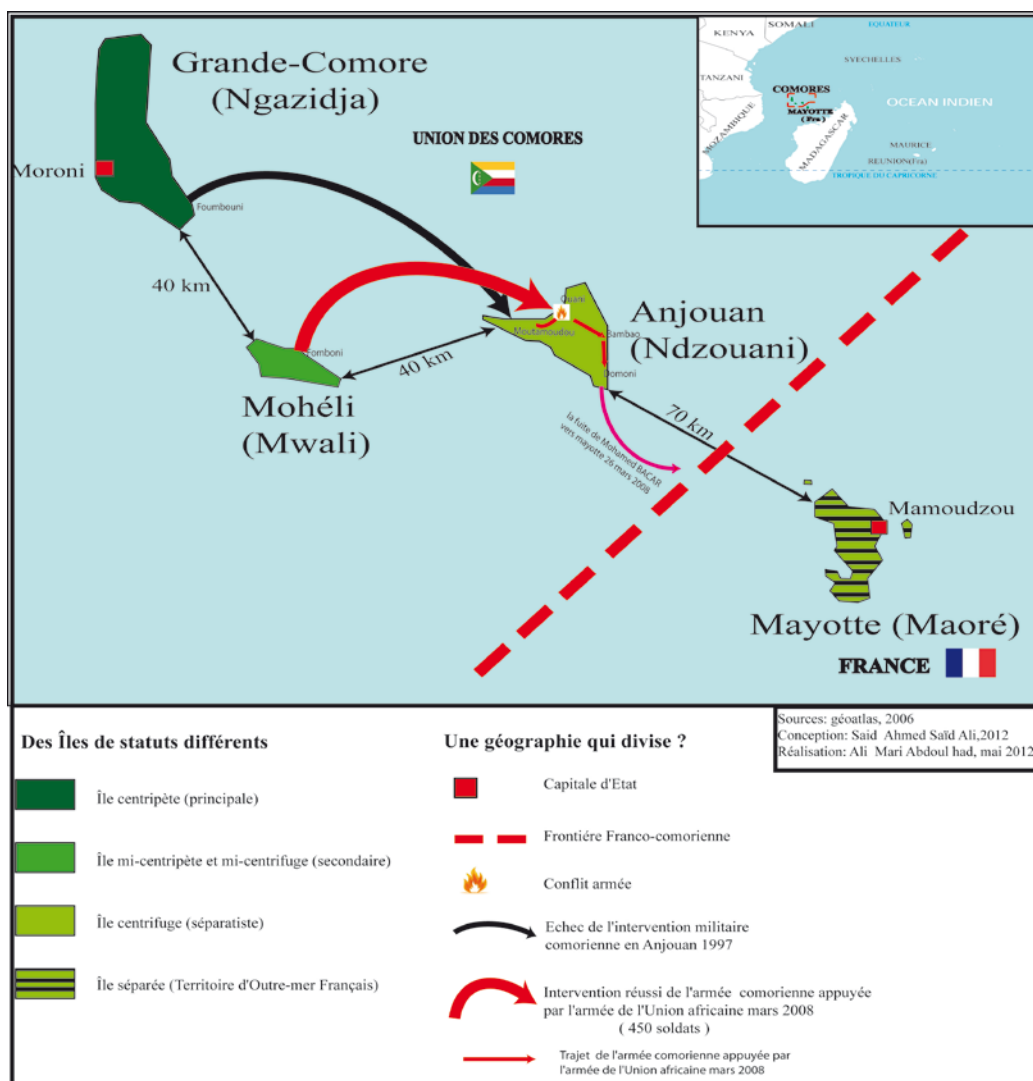 Grande-Comore
(Ngazidja)
Moroni
UNION DES COMORES
Foumbouni
40 km
Fomboni
Mohéli
(Mwali)
40 km
Ouani
Moutamoudou
Bambao
Domoni
Anjouan
(Ndzouani)
70 km
la fuite de Mohamed BACAR
vers mayotte 26 mars 2008
Mamoudzou
Mayotte (Maoré)
FRANCE
SOMALI
EQUATEUR
KENYA
SYECHELLES
TANZANI
COMORES
MAYOTTE
(Fra)
OCEAN INDIEN
MOZAMBIQUE
MADAGASCAR
MAURICE
REUNION(Fra)
TROFIQUE DU CAPRICORNE
Sources: géoatlas, 2006
Conception: Said Ahmed Saïd Ali,2012
Réalisation: Ali Mari Abdoul had, mai 2012
Des Îles de statuts différents
Île centripète (principale)
Île mi-centripète et mi-centrifuge (secondaire)
Île centrifuge (séparatiste)
Île séparée (Territoire d'Outre-mer Français)
Une géographie qui divise ?
Capitale d'Etat
Frontiére Franco-comorienne
Conflit armée
Echec de l'intervention militaire
comorienne en Anjouan 1997
Intervention réussi de l'armée comorienne appuyée
par l'armée de l'Union africaine mars 2008
( 450 soldats )
Trajet de l'armée comorienne appuyée par
l'armée de l'Union africaine mars 2008